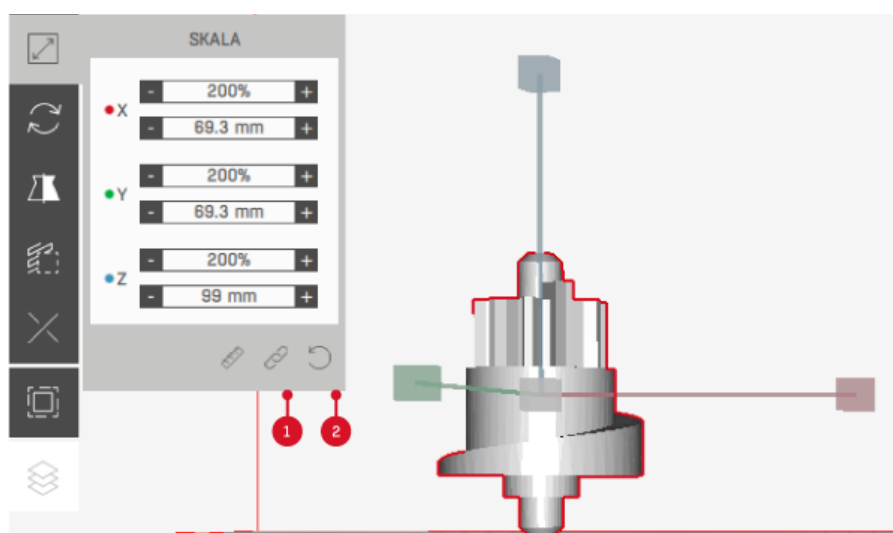 SKALA
- 200% +
X
- 69.3 mm +
- 200% +
Y
- 69.3 mm +
- 200% +
Z
- 99 mm +
1 2